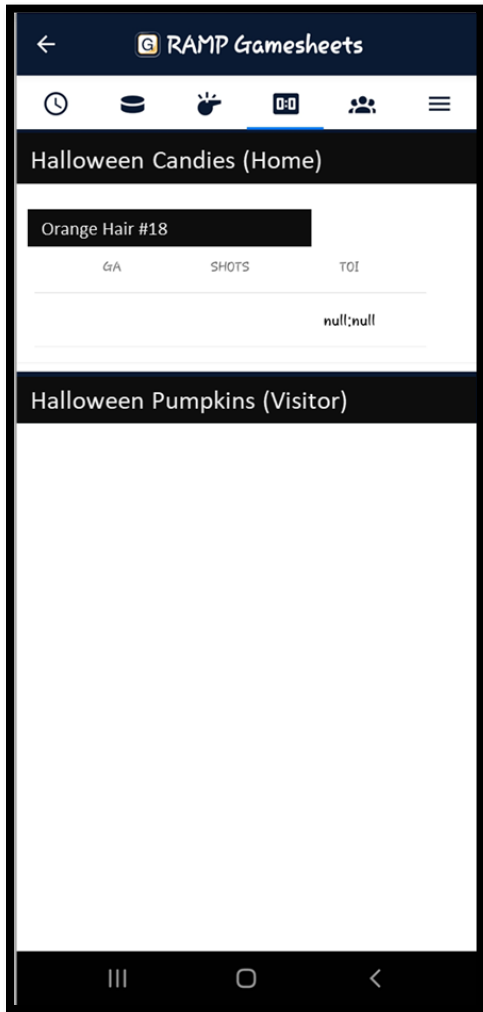 G RAMP Gamesheets
0:0
Halloween Candies (Home)
Orange Hair #18
GA SHOTS TOI
null:null
Halloween Pumpkins (Visitor)